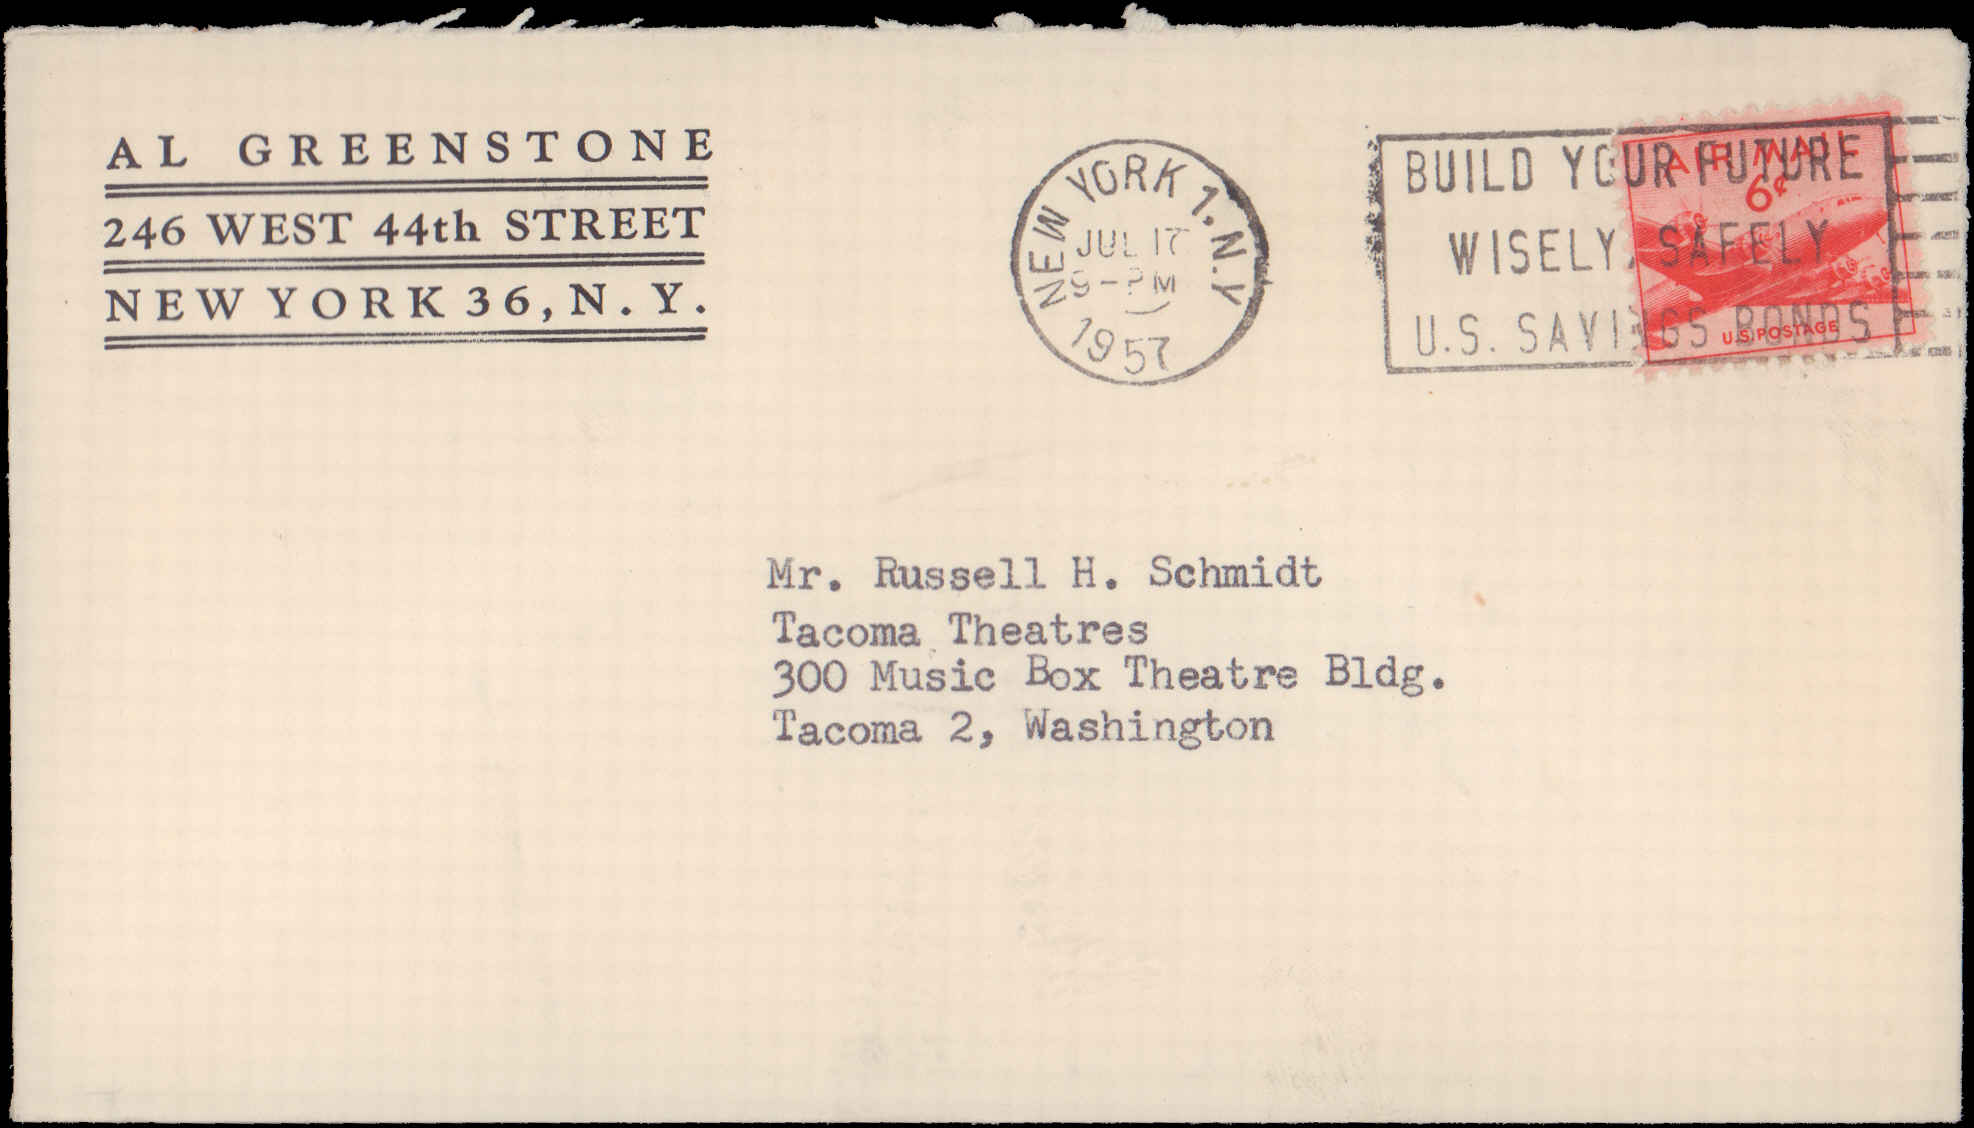 AL GREENSTONE
246 WEST 44th STREET
NEW YORK 36, N. Y.
NEW YORK 1, N.Y
JUL 17
9-PM
1957
BUILD YOUR FUTURE
WISELY, SAFELY
U.S. SAVINGS BONDS
AIR MAIL
6¢
U.S. POSTAGE
Mr. Russell H. Schmidt
Tacoma Theatres
300 Music Box Theatre Bldg.
Tacoma 2, Washington